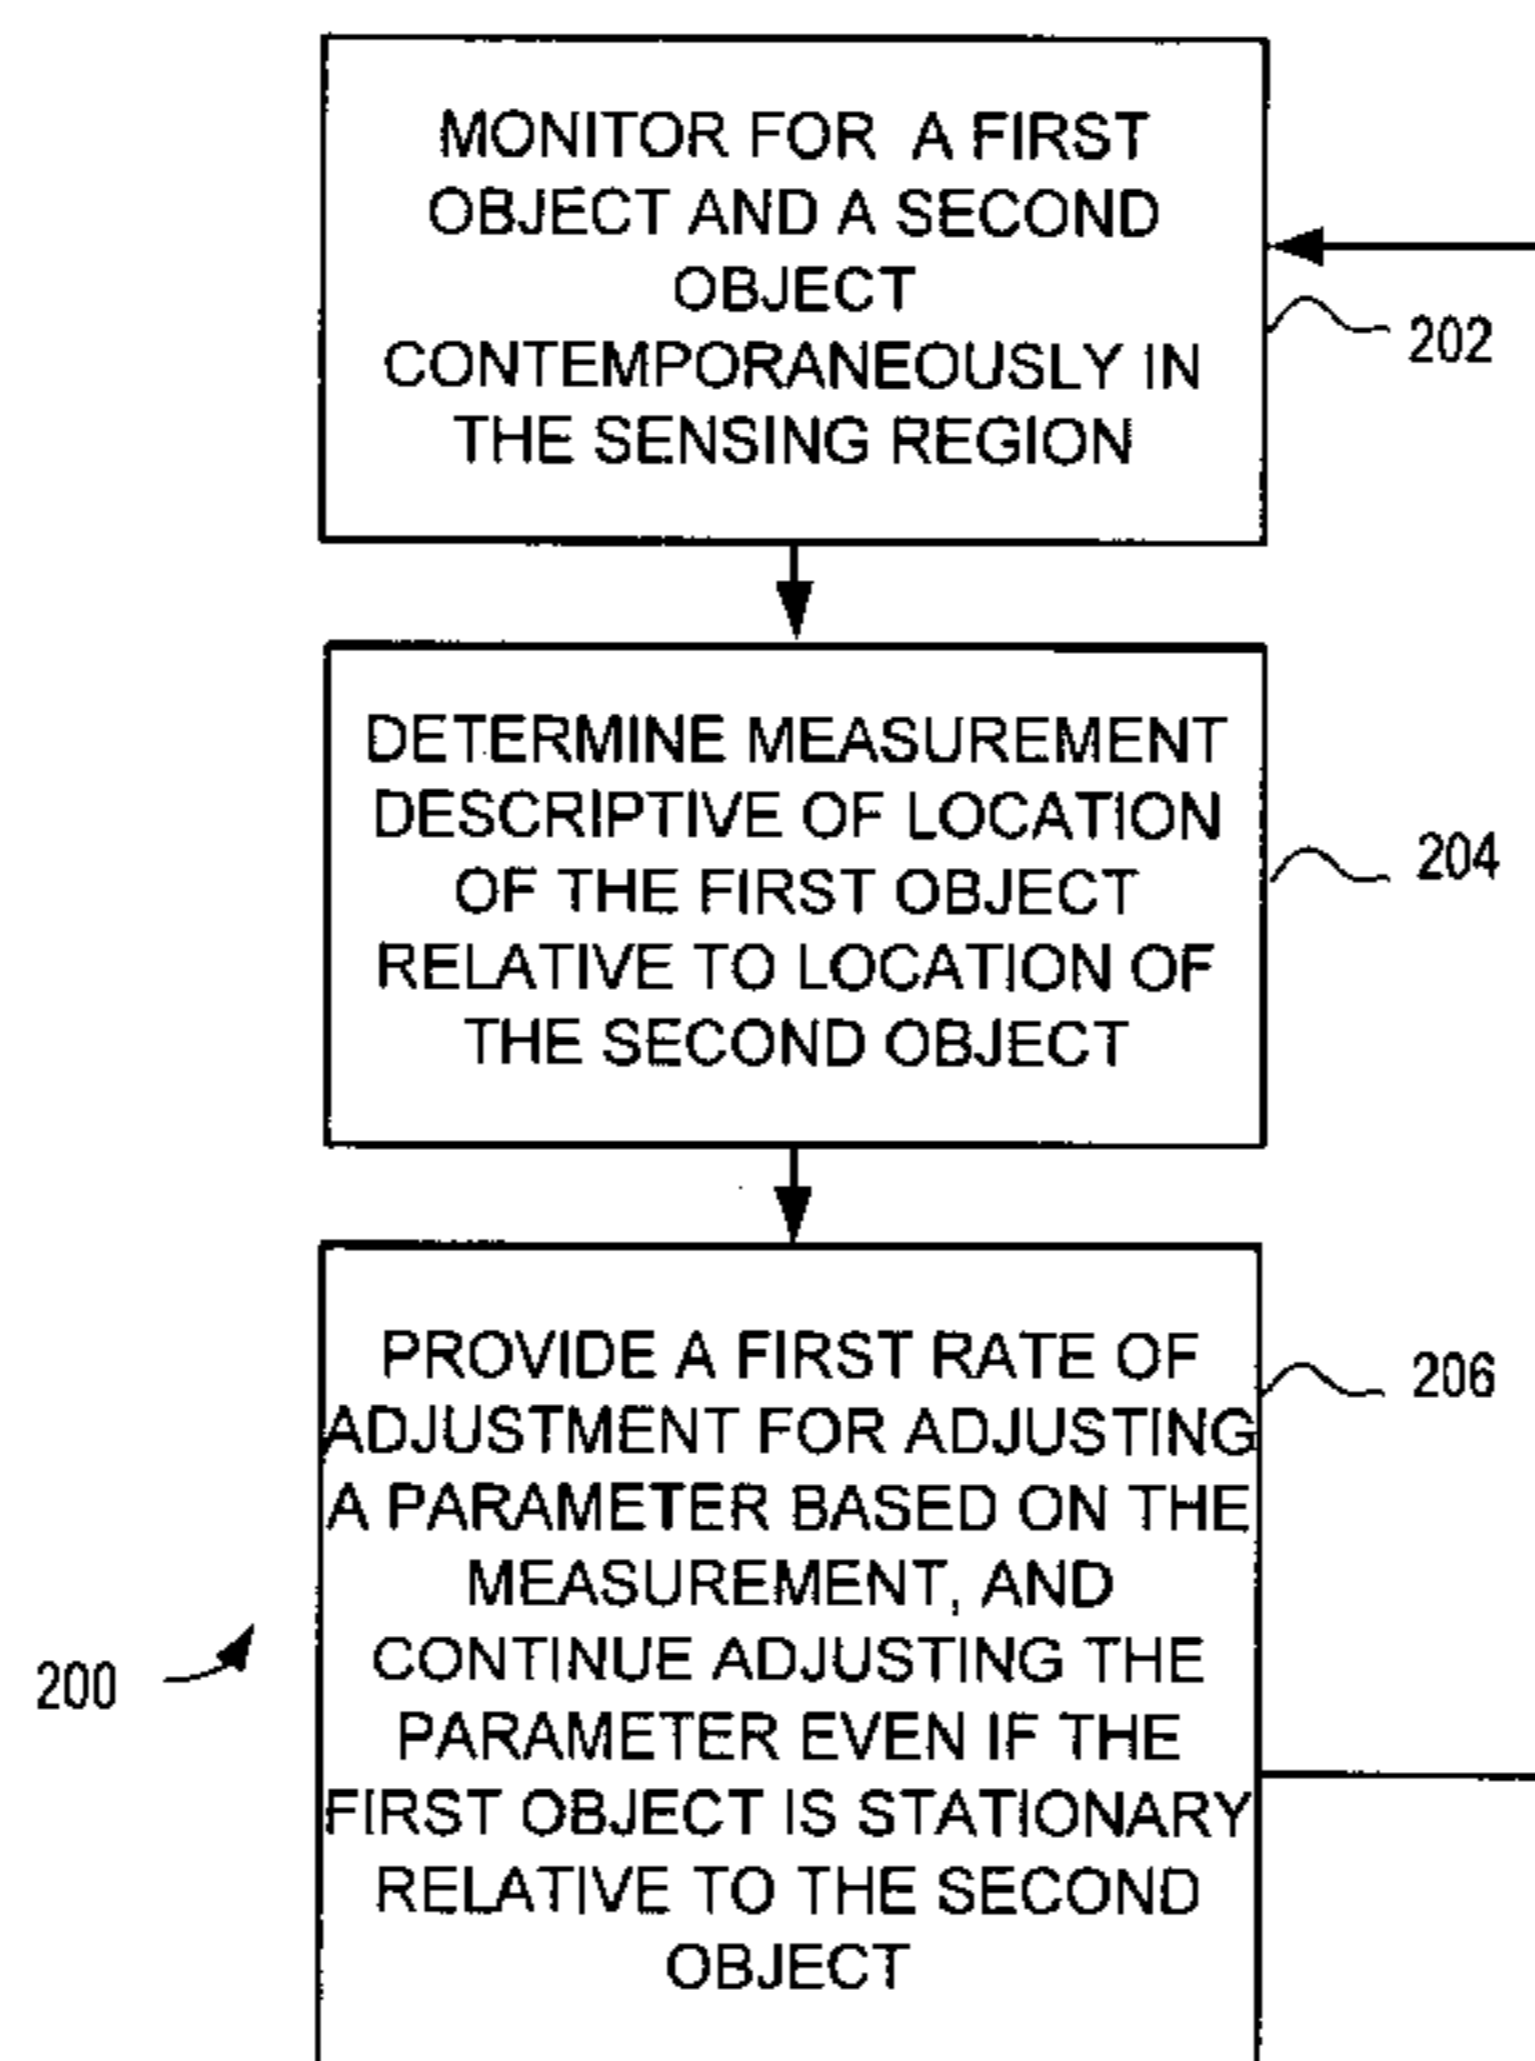 MONITOR FOR A FIRST
OBJECT AND A SECOND
OBJECT
CONTEMPORANEOUSLY IN
THE SENSING REGION
202
DETERMINE MEASUREMENT
DESCRIPTIVE OF LOCATION
OF THE FIRST OBJECT
RELATIVE TO LOCATION OF
THE SECOND OBJECT
204
PROVIDE A FIRST RATE OF
ADJUSTMENT FOR ADJUSTING
A PARAMETER BASED ON THE
MEASUREMENT, AND
CONTINUE ADJUSTING THE
PARAMETER EVEN IF THE
FIRST OBJECT IS STATIONARY
RELATIVE TO THE SECOND
OBJECT
206
200